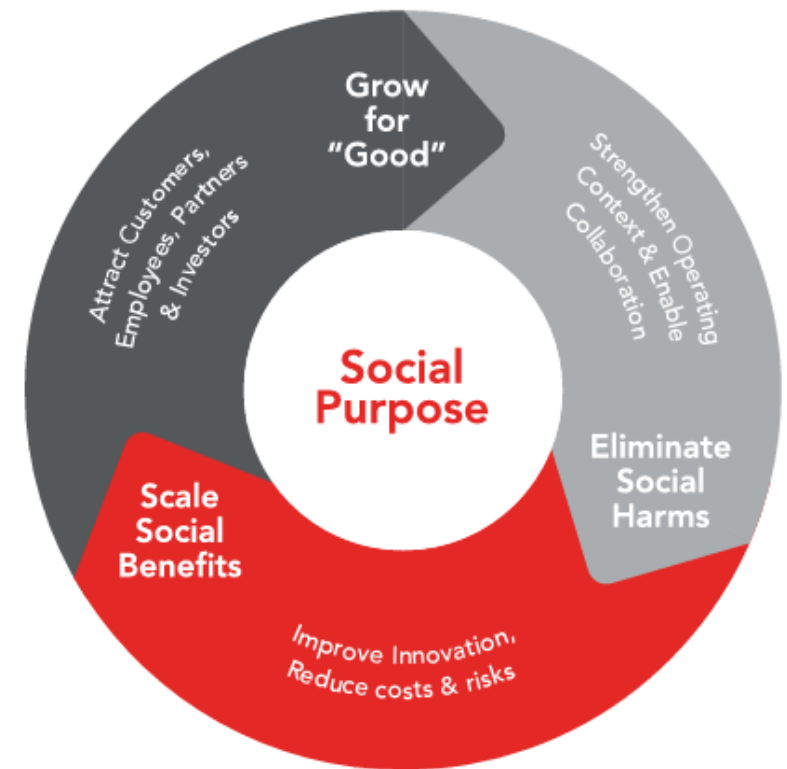 Grow
for
"Good"
Strengthen Operating
Context & Enable
Collaboration
Eliminate
Social
Harms
Improve Innovation,
Reduce costs & risks
Scale
Social
Benefits
Attract Customers,
Employees, Partners
& Investors
Social
Purpose